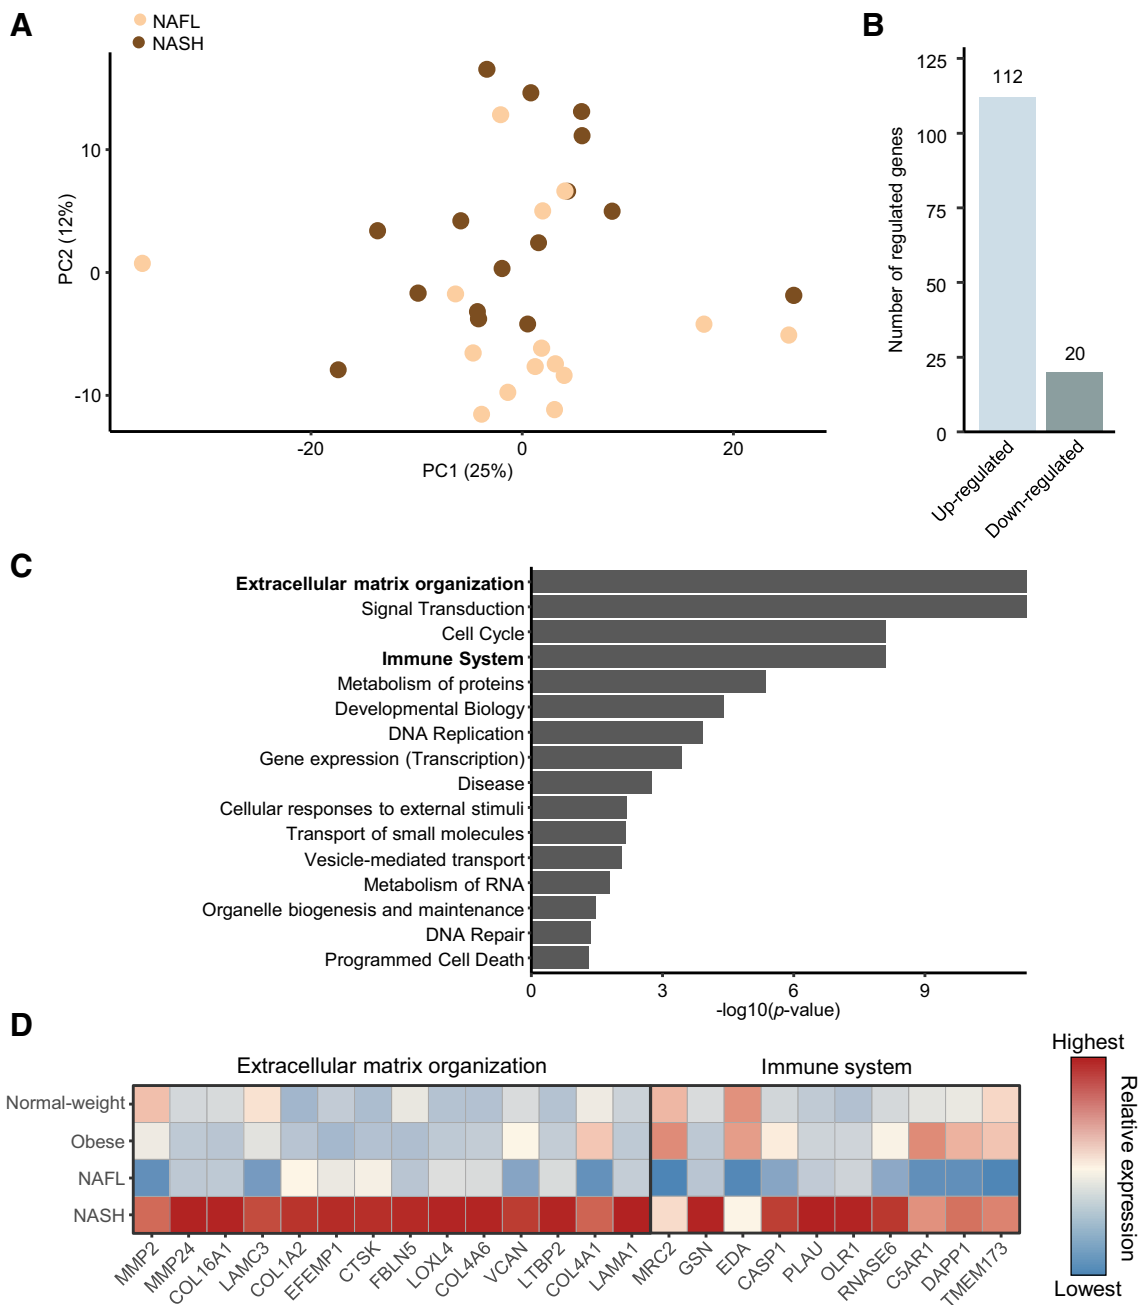 A
NAFL
NASH
PC2 (12%)
10
0
-10
-20
0
20
PC1 (25%)
B
Number of regulated genes
125
100
75
50
25
0
112
20
Up-regulated
Down-regulated
C
Extracellular matrix organization
Signal Transduction
Cell Cycle
Immune System
Metabolism of proteins
Developmental Biology
DNA Replication
Gene expression (Transcription)
Disease
Cellular responses to external stimuli
Transport of small molecules
Vesicle-mediated transport
Metabolism of RNA
Organelle biogenesis and maintenance
DNA Repair
Programmed Cell Death
0
3
6
9
-log10(p-value)
D
Extracellular matrix organization
Immune system
Normal-weight
Obese
NAFL
NASH
MMP2
MMP24
COL16A1
LAMC3
COL1A2
EFEMP1
CTSK
FBLN5
LOXL4
COL4A6
VCAN
LTBP2
COL4A1
LAMA1
MRC2
GSN
EDA
CASP1
PLAU
OLR1
RNASE6
C5AR1
DAPP1
TMEM173
Highest
Relative expression
Lowest